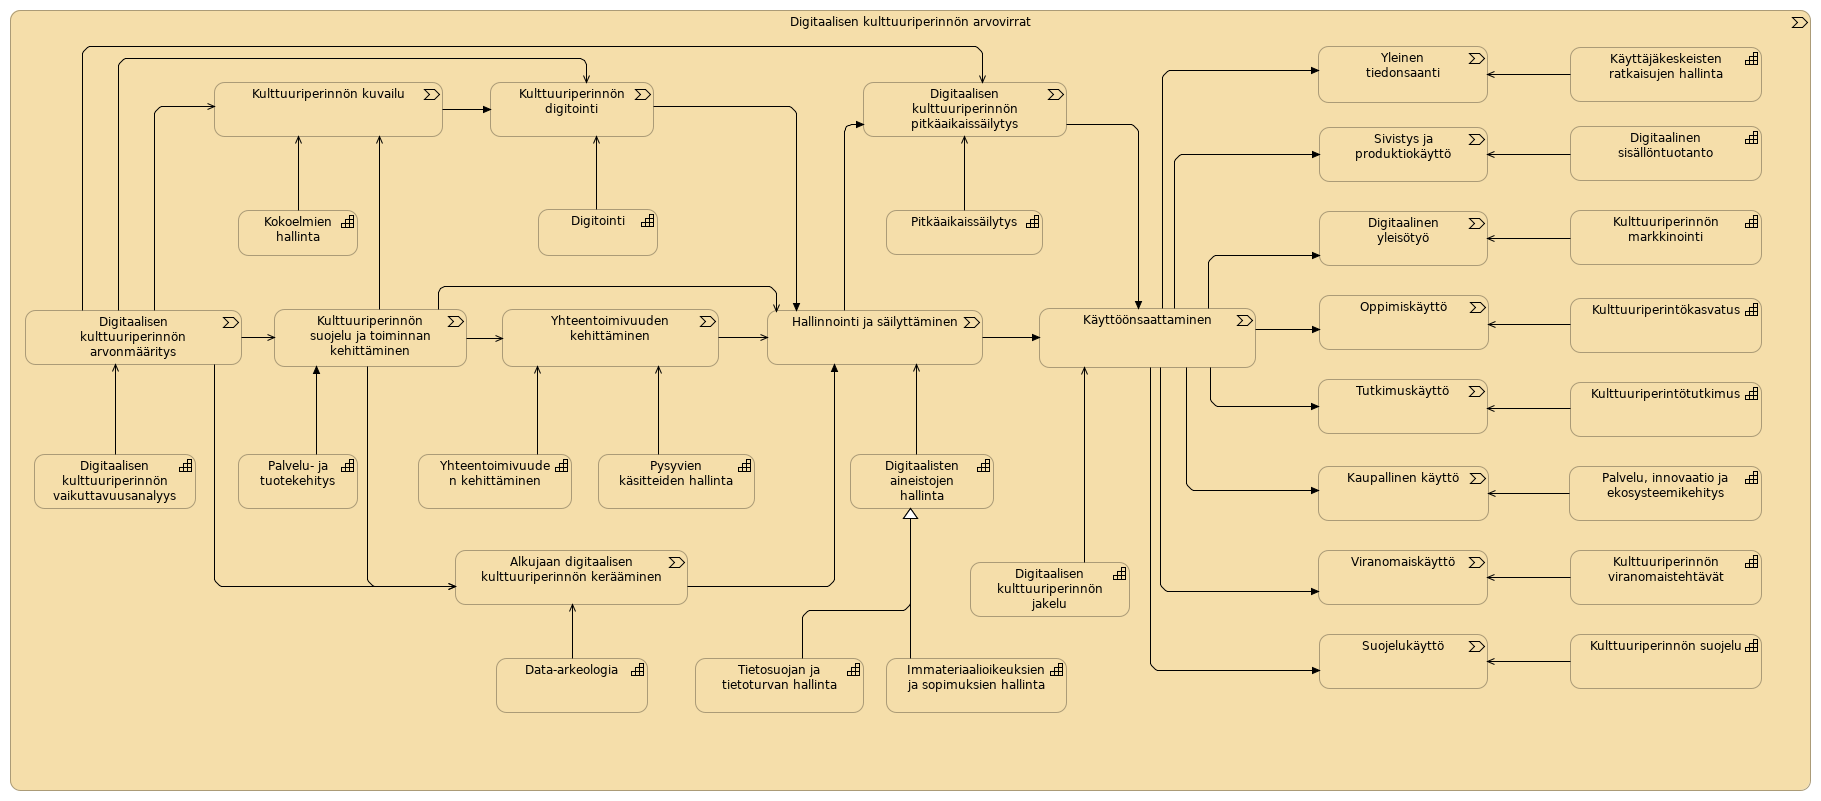 Digitaalisen kulttuuriperinnön arvovirrat
Kulttuuriperinnön kuvailu
Kulttuuriperinnön
digitointi
Digitaalisen
kulttuuriperinnön
pitkäaikaissäilytys
Yleinen
tiedonsaanti
Käyttäjäkeskeisten
ratkaisujen hallinta
Sivistys ja
produktiokäyttö
Digitaalinen
sisällöntuotanto
Kokoelmien
hallinta
Digitointi
Pitkäaikaissäilytys
Digitaalinen
yleisötyö
Kulttuuriperinnön
markkinointi
Digitaalisen
kulttuuriperinnön
arvonmääritys
Kulttuuriperinnön
suojelu ja toiminnan
kehittäminen
Yhteentoimivuuden
kehittäminen
Hallinnointi ja säilyttäminen
Käyttöönsaattaminen
Oppimiskäyttö
Kulttuuriperintökasvatus
Tutkimuskäyttö
Kulttuuriperintötutkimus
Digitaalisen
kulttuuriperinnön
vaikuttavuusanalyys
Palvelu- ja
tuotekehitys
Yhteentoimivuude
n kehittäminen
Pysyvien
käsitteiden hallinta
Digitaalisten
aineistojen
hallinta
Kaupallinen käyttö
Palvelu, innovaatio ja
ekosysteemikehitys
Alkujaan digitaalisen
kulttuuriperinnön kerääminen
Digitaalisen
kulttuuriperinnön
jakelu
Viranomaiskäyttö
Kulttuuriperinnön
viranomaistehtävät
Data-arkeologia
Tietosuojan ja
tietoturvan hallinta
Immateriaalioikeuksien
ja sopimuksien hallinta
Suojelukäyttö
Kulttuuriperinnön suojelu